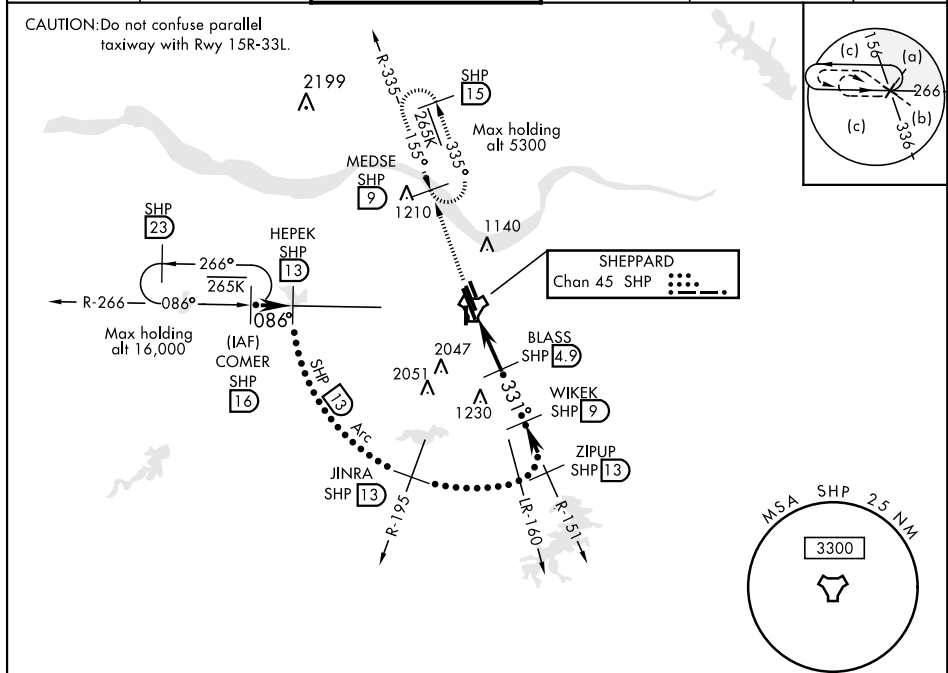 CAUTION:Do not confuse parallel
taxiway with Rwy 15R-33L.
2199
R-335
SHP
15
265K
155°
335°
Max holding
alt 5300
MEDSE
SHP
9
1210
1140
156
(c)
(a)
266
(b)
(c)
336
SHP
23
HEPEK
SHP
13
266°
265K
R-266
086°
086°
Max holding
alt 16,000
(IAF)
COMER
SHP
16
SHEPPARD
Chan 45 SHP
2047
2051
1230
BLASS
SHP 4.9
331°
WIKEK
SHP 9
SHP 13 Arc
ZIPUP
SHP 13
JINRA
SHP 13
R-195
LR-160
R-151
MSA SHP 25 NM
3300